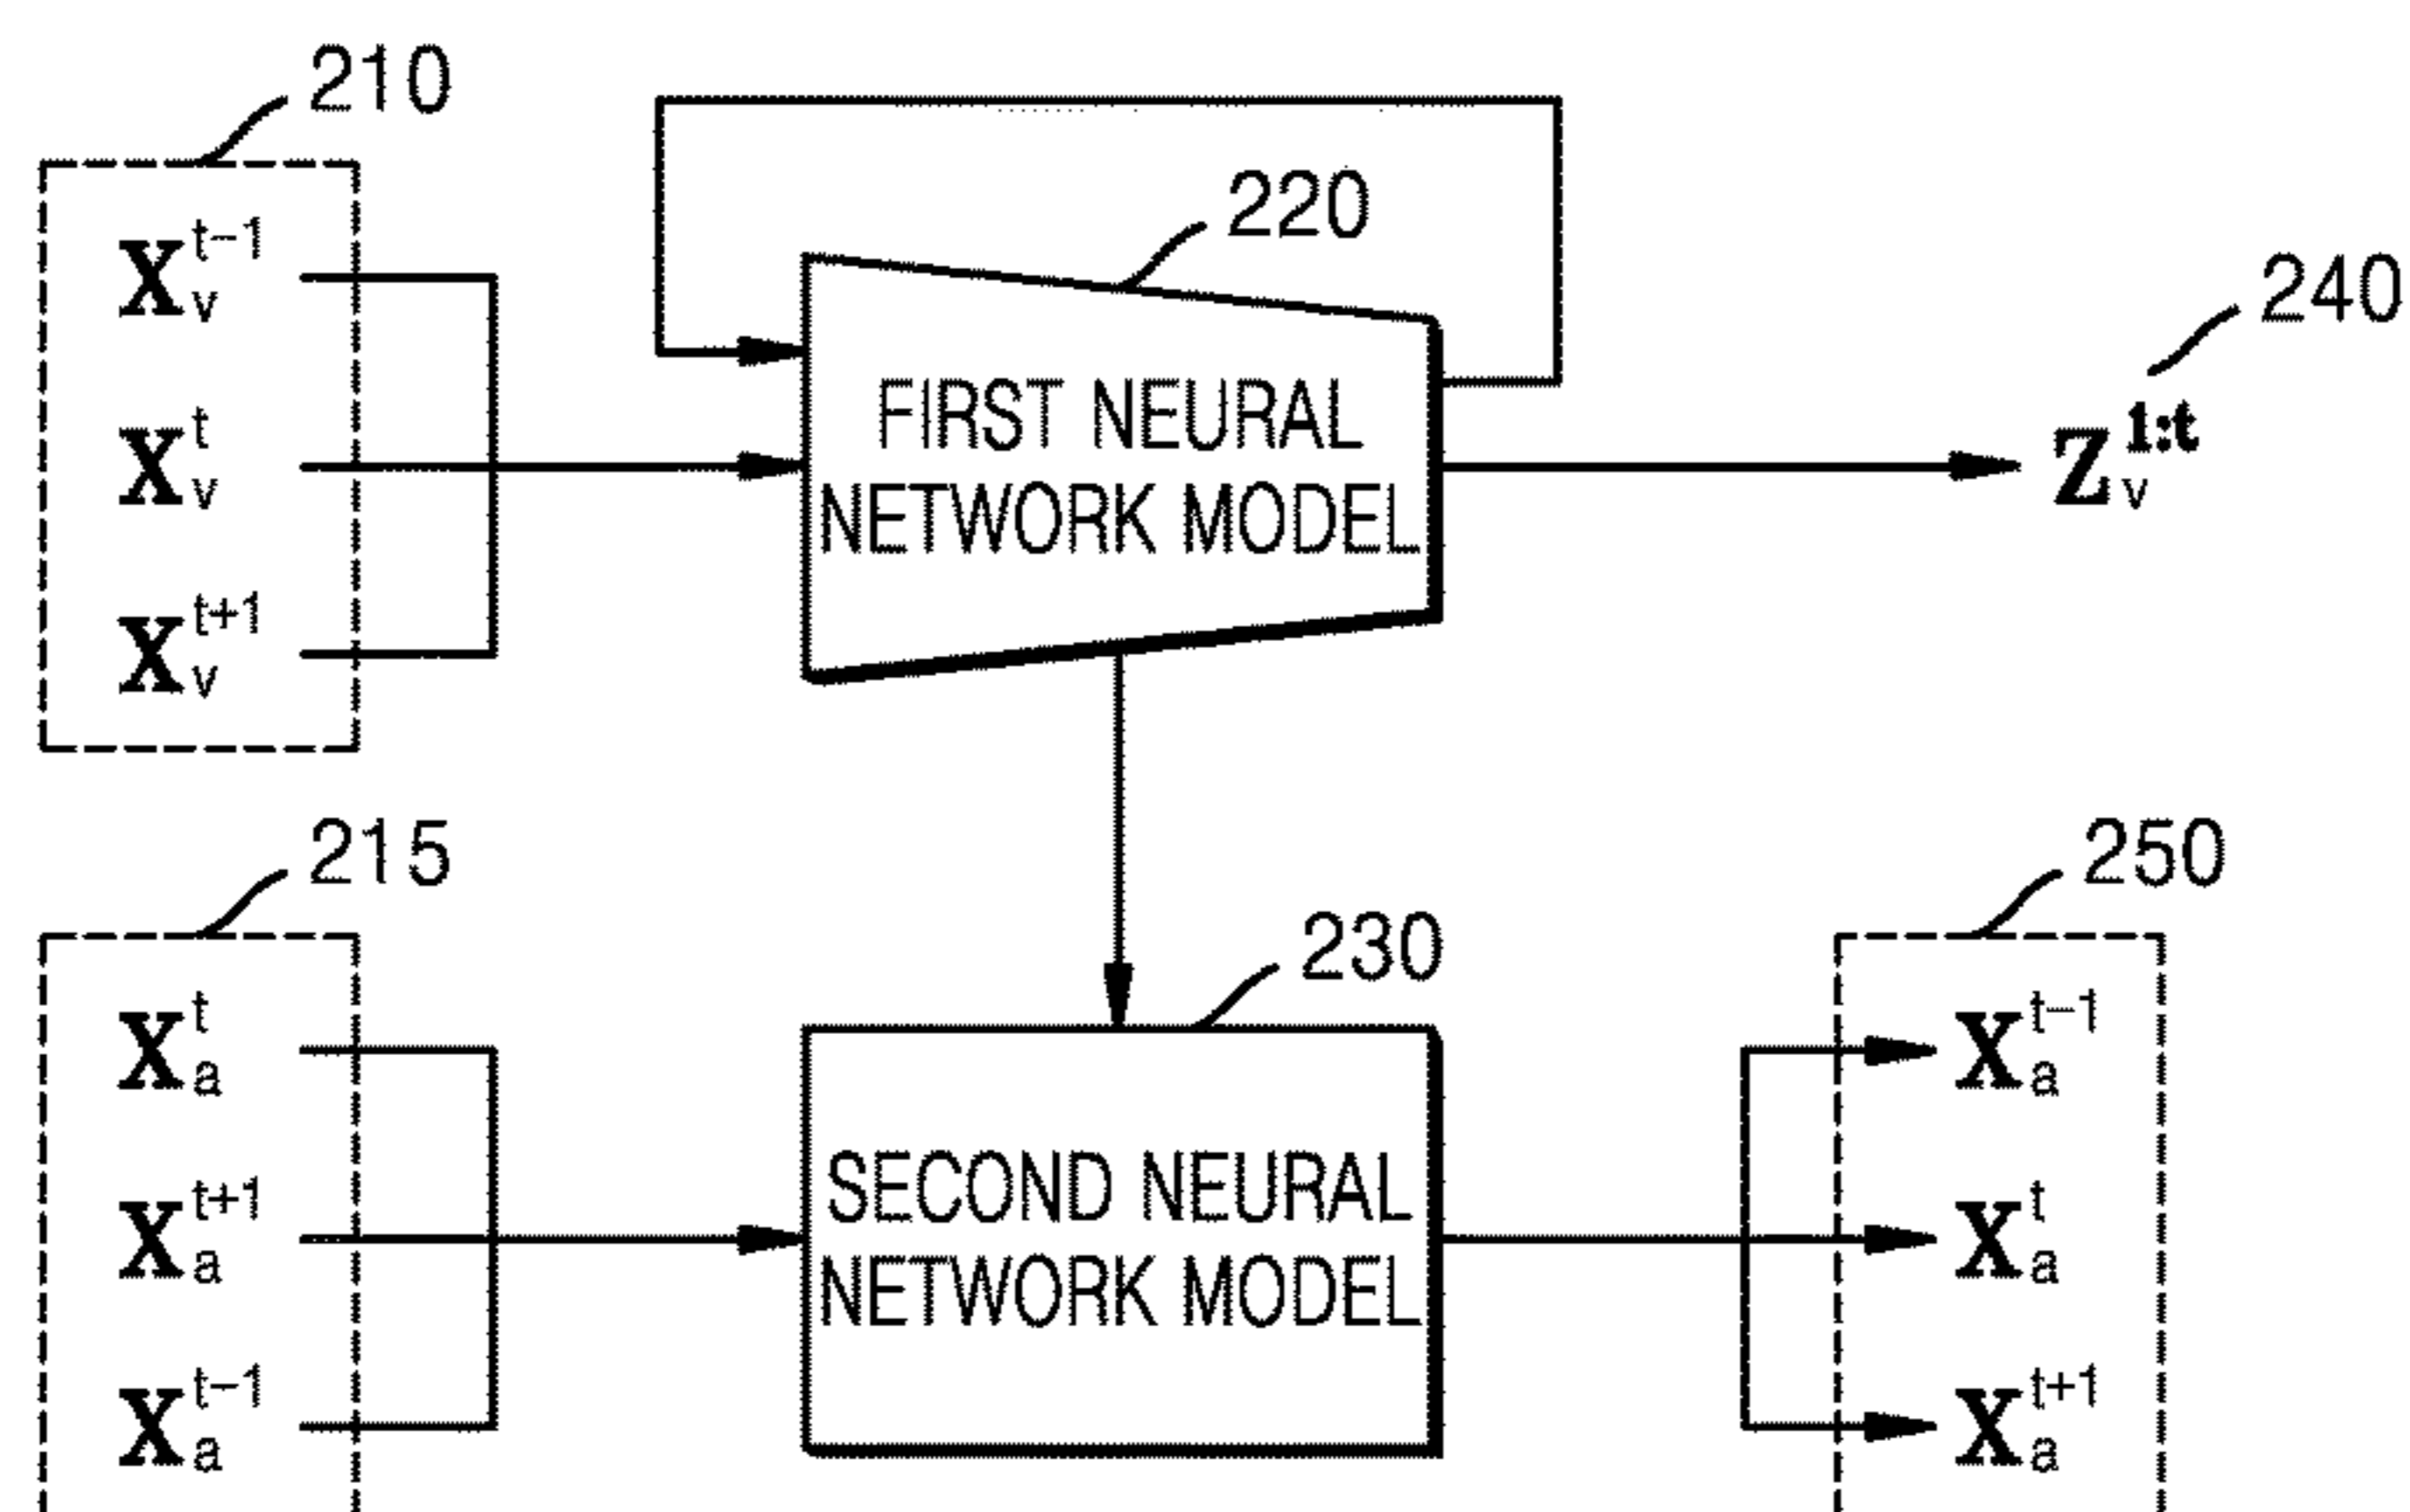 210
X_v^{t-1}
X_v^t
X_v^{t+1}
220
FIRST NEURAL
NETWORK MODEL
240
Z_v^{1:t}
215
X_a^t
X_a^{t+1}
X_a^{t-1}
230
SECOND NEURAL
NETWORK MODEL
250
X_a^{t-1}
X_a^t
X_a^{t+1}